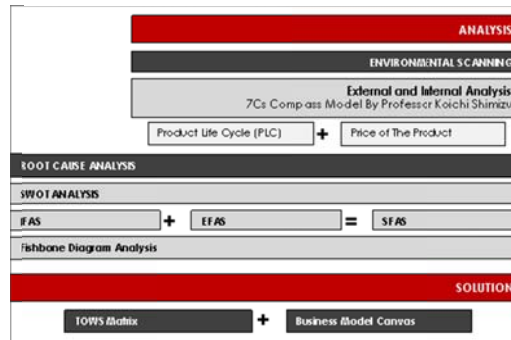 ANALYSIS
ENVIRONMENTAL SCANNING
External and Internal Analysis
7Cs Compass Model By Professor Koichi Shimizu
Product Life Cycle (PLC) + Price of The Product
ROOT CAUSE ANALYSIS
SWOT ANALYSIS
IFAS + EFAS = SFAS
Fishbone Diagram Analysis
SOLUTION
TOWS Matrix + Business Model Canvas